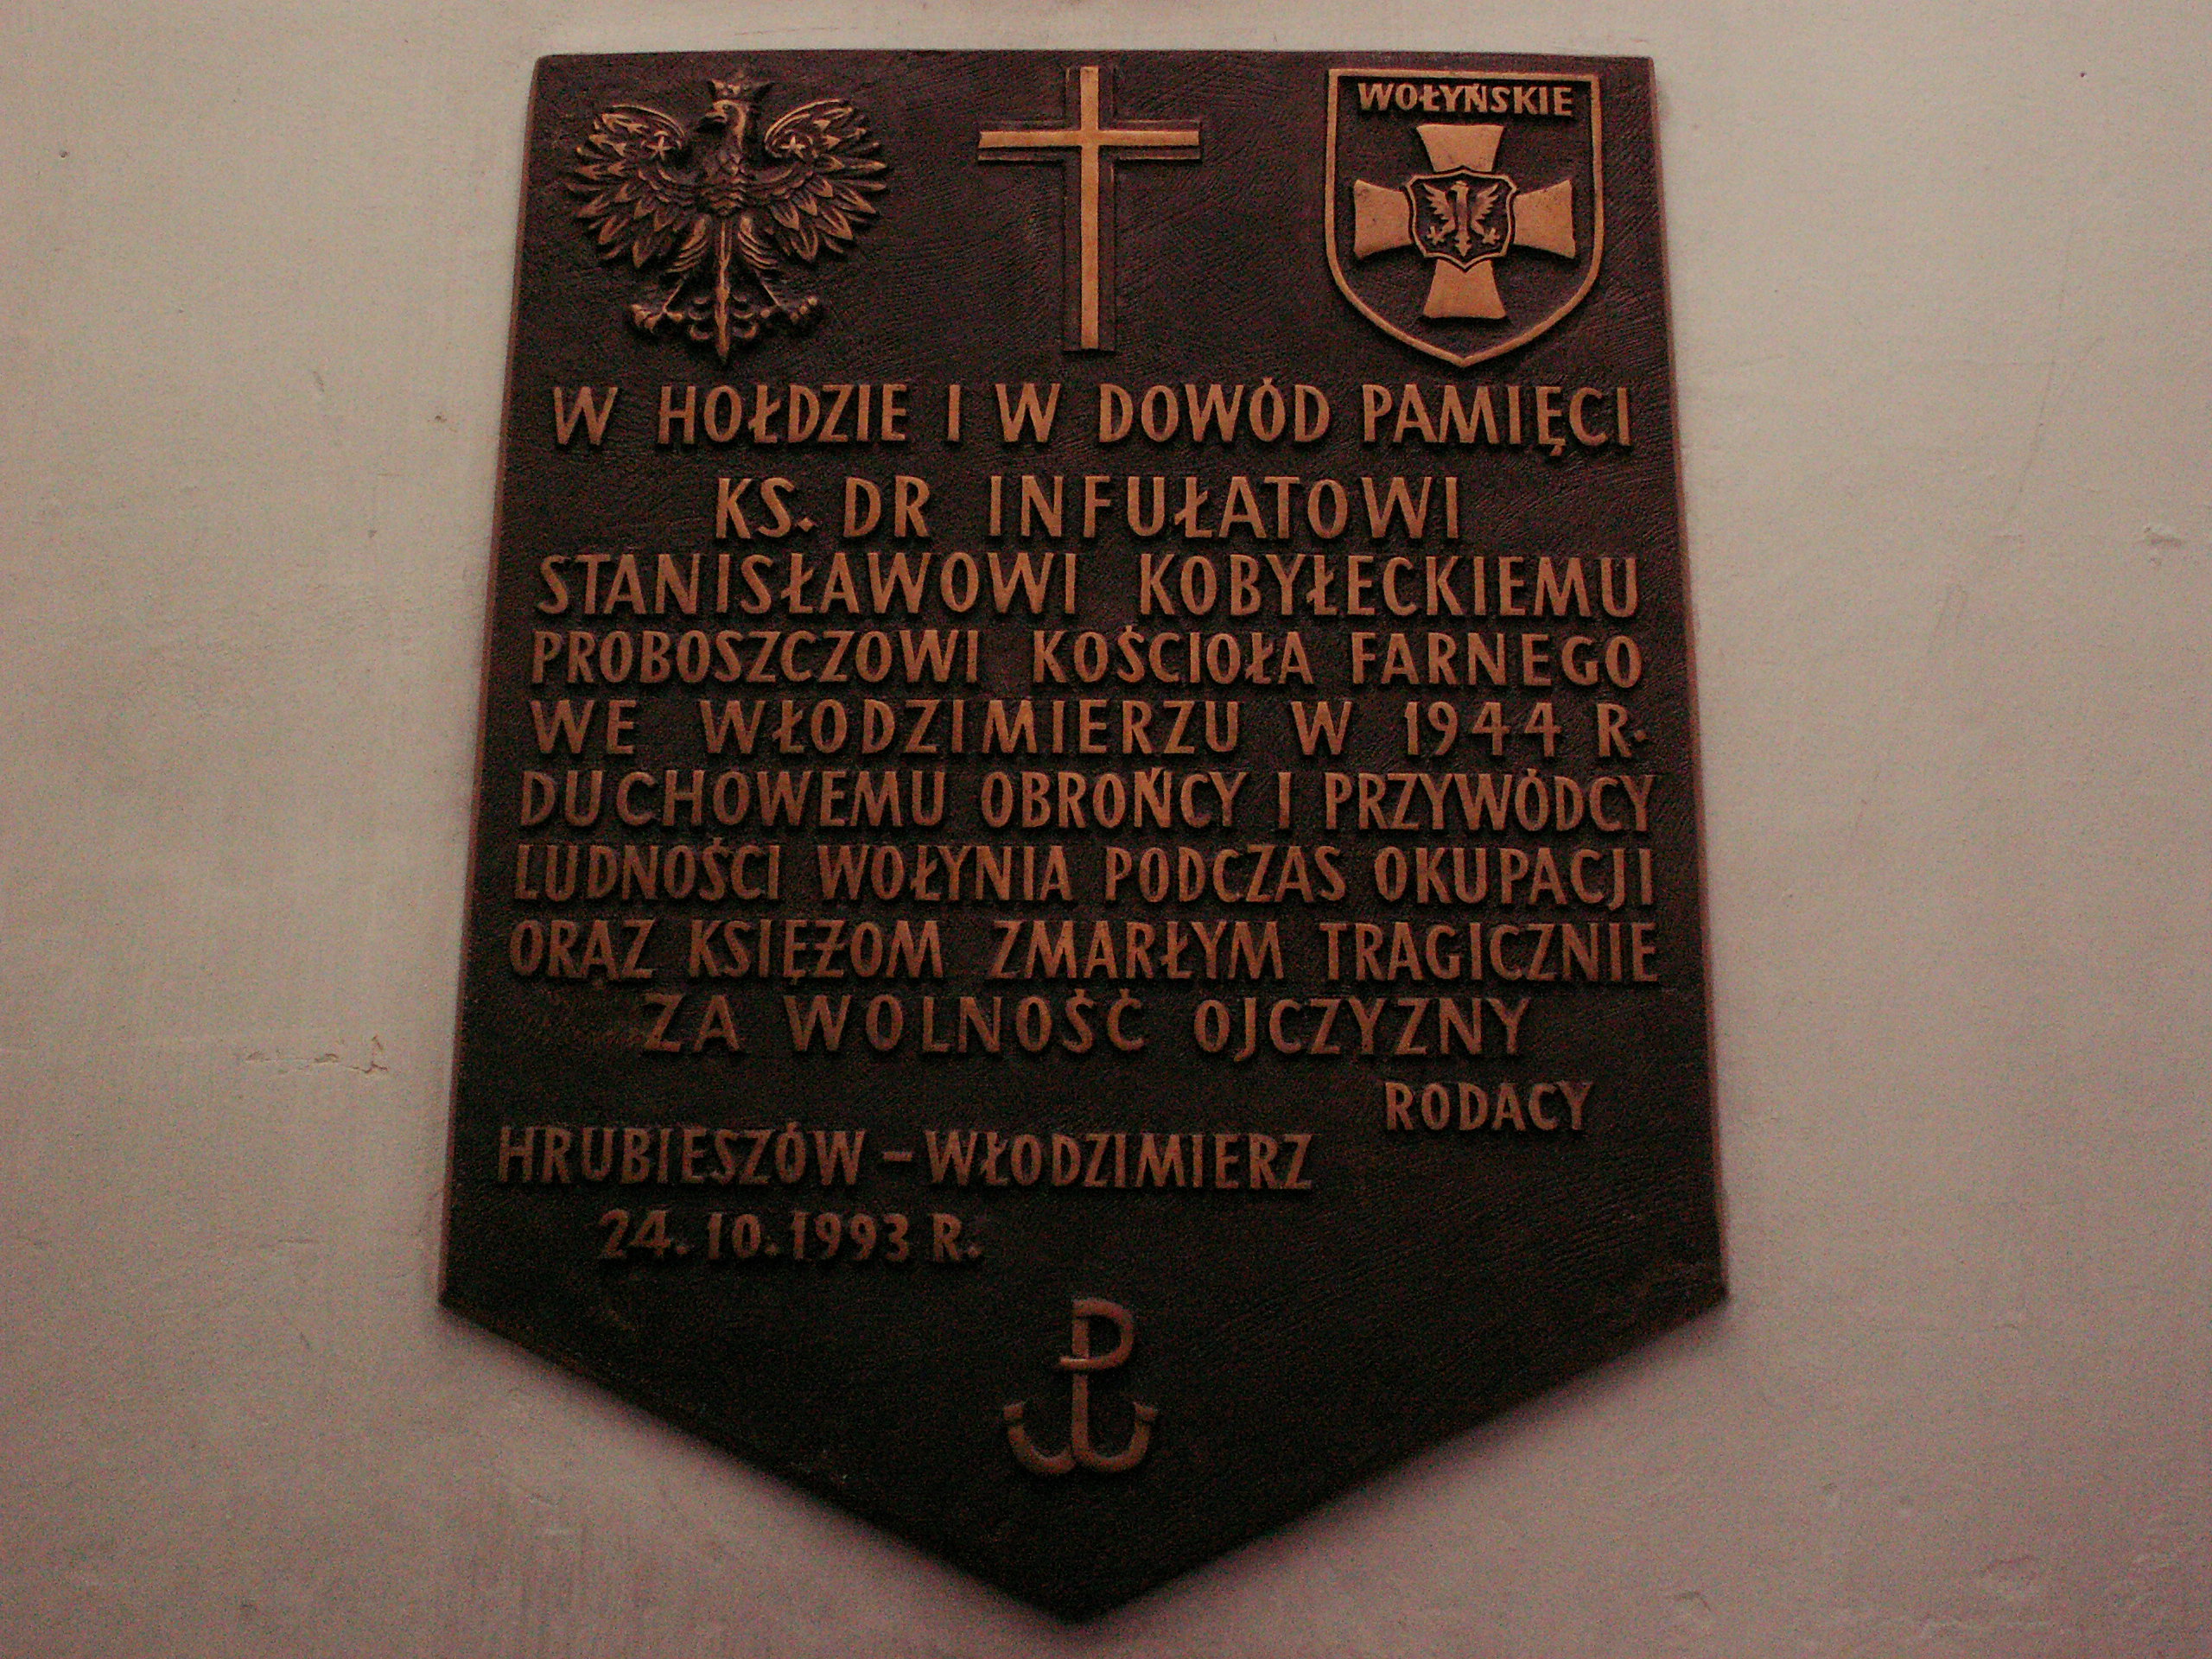 WOŁYŃSKIE
W HOŁDZIE I W DOWÓD PAMIĘCI
KS. DR INFUŁATOWI
STANISŁAWOWI KOBYŁECKIEMU
PROBOSZCZOWI KOŚCIOŁA FARNEGO
WE WŁODZIMIERZU W 1944 R.
DUCHOWEMU OBROŃCY I PRZYWÓDCY
LUDNOŚCI WOŁYNIA PODCZAS OKUPACJI
ORĄZ KSIĘŻOM ZMARŁYM TRAGICZNIE
ZA WOLNOŚĆ OJCZYZNY
RODACY
HRUBIESZÓW – WŁODZIMIERZ
24.10.1993 R.